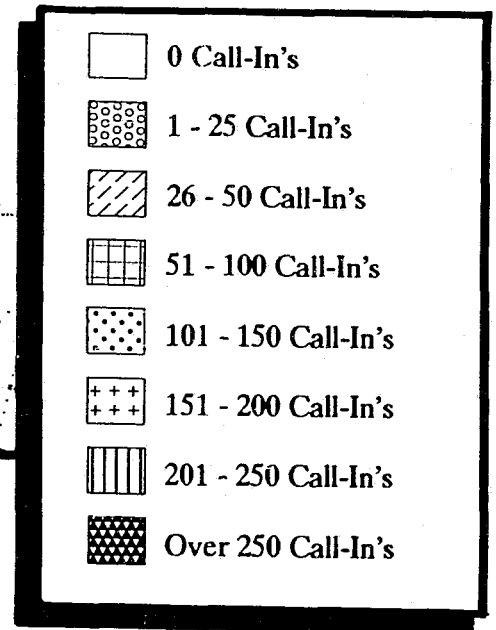 0 Call-In's
1 - 25 Call-In's
26 - 50 Call-In's
51 - 100 Call-In's
101 - 150 Call-In's
151 - 200 Call-In's
201 - 250 Call-In's
Over 250 Call-In's